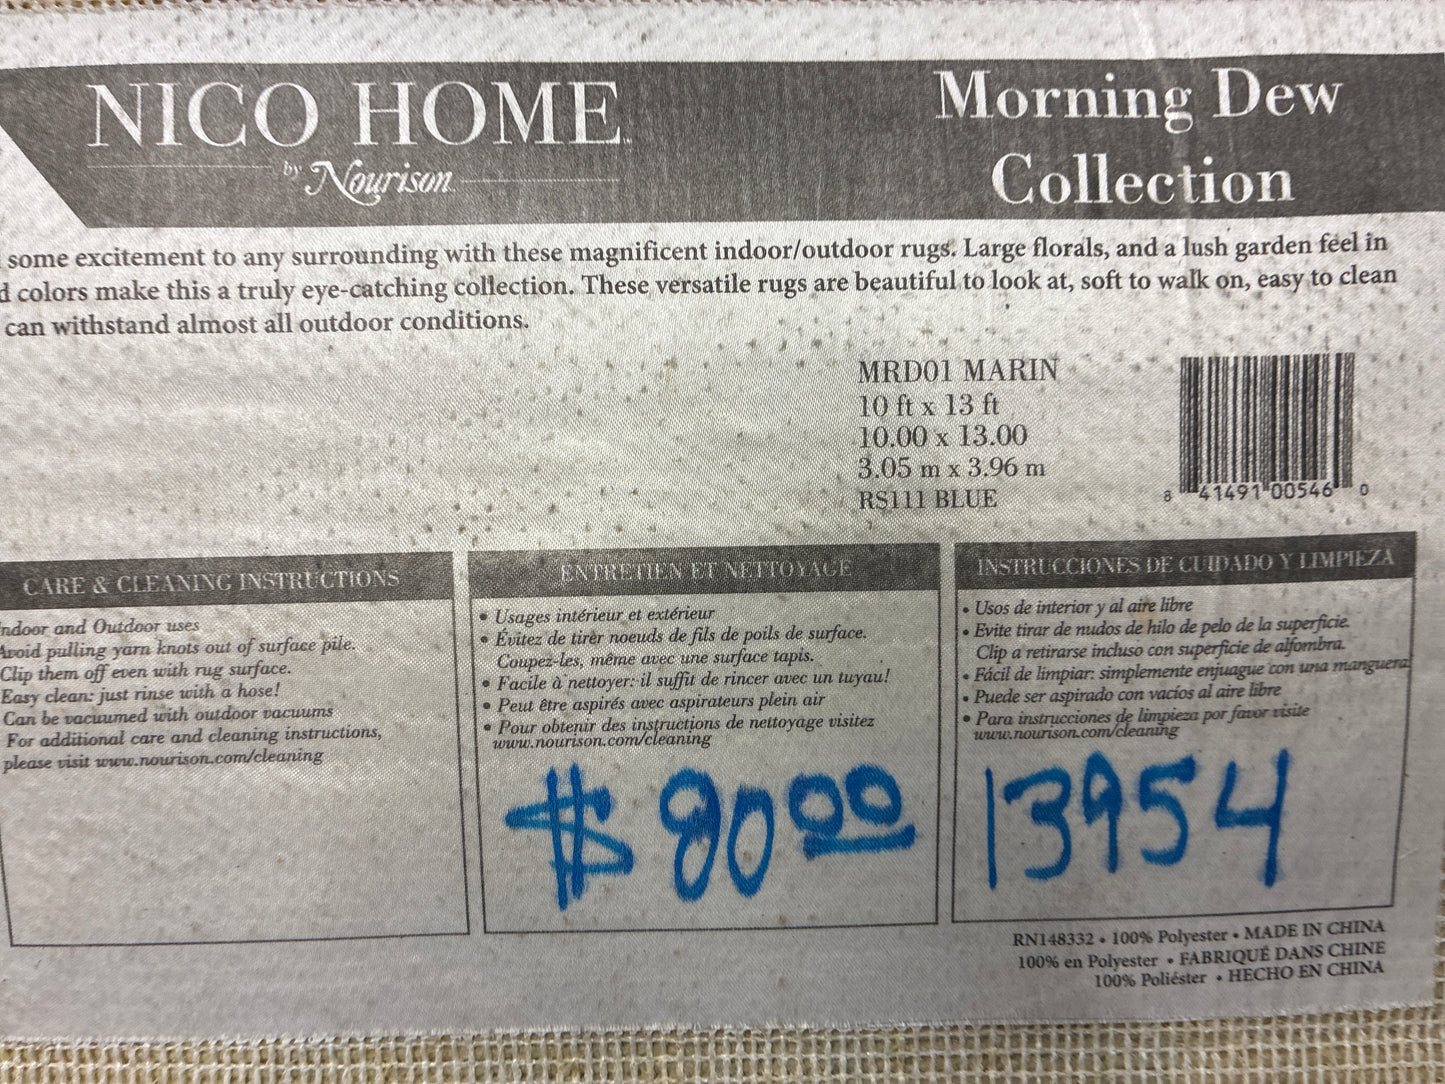 NICO HOME
by Nourison
Morning Dew
Collection
some excitement to any surrounding with these magnificent indoor/outdoor rugs. Large florals, and a lush garden feel in
colors make this a truly eye-catching collection. These versatile rugs are beautiful to look at, soft to walk on, easy to clean
can withstand almost all outdoor conditions.
MRD01 MARIN
10 ft x 13 ft
10.00 x 13.00
3.05 m x 3.96 m
RS111 BLUE
8 41491 00546 0
CARE & CLEANING INSTRUCTIONS
ndoor and Outdoor uses
Avoid pulling yarn knots out of surface pile.
Clip them off even with rug surface.
Easy clean: just rinse with a hose!
Can be vacuumed with outdoor vacuums
For additional care and cleaning instructions,
please visit www.nourison.com/cleaning
ENTRETIEN ET NETTOYAGE
• Usages intérieur et extérieur
• Évitez de tirer noeuds de fils de poils de surface.
Coupez-les, même avec une surface tapis.
• Facile à nettoyer: il suffit de rincer avec un tuyau!
• Peut être aspirés avec aspirateurs plein air
• Pour obtenir des instructions de nettoyage visitez
www.nourison.com/cleaning
$ 80 00
INSTRUCCIONES DE CUIDADO Y LIMPIEZA
• Usos de interior y al aire libre
• Evite tirar de nudos de hilo de pelo de la superficie.
Clip a retirarse incluso con superficie de alfombra.
• Fácil de limpiar: simplemente enjuague con una manguera
• Puede ser aspirado con vacíos al aire libre
• Para instrucciones de limpieza por favor visite
www.nourison.com/cleaning
13954
RN148332 • 100% Polyester • MADE IN CHINA
100% en Polyester • FABRIQUÉ DANS CHINE
100% Poliéster • HECHO EN CHINA